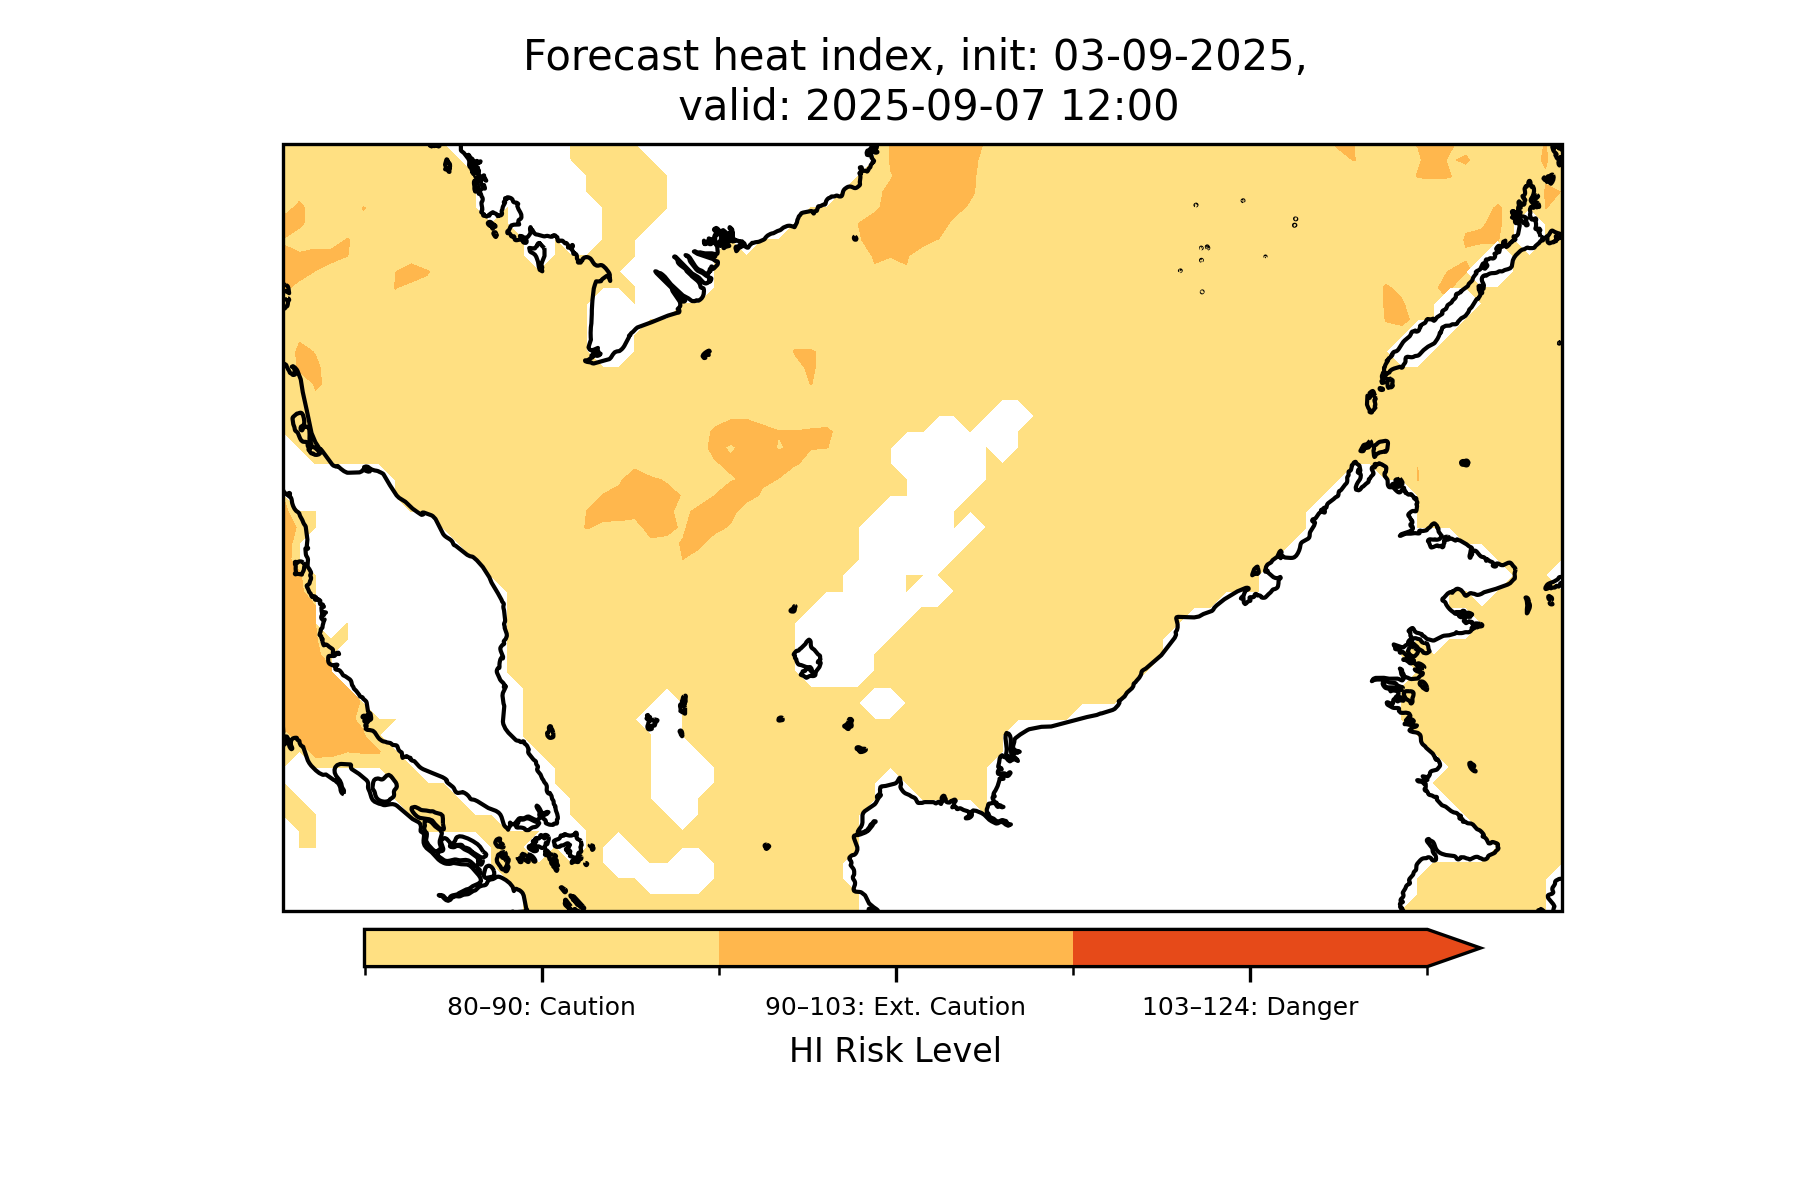 Forecast heat index, init: 03-09-2025,
valid: 2025-09-07 12:00
80–90: Caution
90–103: Ext. Caution
103–124: Danger
HI Risk Level